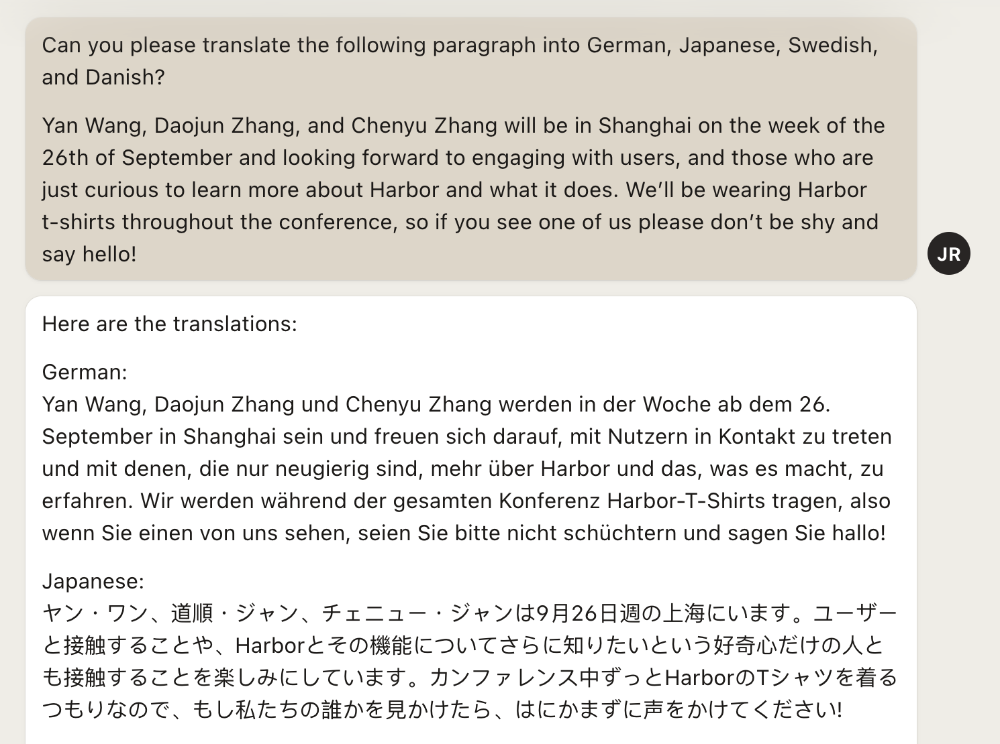 Can you please translate the following paragraph into German, Japanese, Swedish,
and Danish?
Yan Wang, Daojun Zhang, and Chenyu Zhang will be in Shanghai on the week of the
26th of September and looking forward to engaging with users, and those who are
just curious to learn more about Harbor and what it does. We’ll be wearing Harbor
t-shirts throughout the conference, so if you see one of us please don’t be shy and
say hello!
JR
Here are the translations:
German:
Yan Wang, Daojun Zhang und Chenyu Zhang werden in der Woche ab dem 26.
September in Shanghai sein und freuen sich darauf, mit Nutzern in Kontakt zu treten
und mit denen, die nur neugierig sind, mehr über Harbor und das, was es macht, zu
erfahren. Wir werden während der gesamten Konferenz Harbor-T-Shirts tragen, also
wenn Sie einen von uns sehen, seien Sie bitte nicht schüchtern und sagen Sie hallo!
Japanese:
ヤン・ワン、道順・ジャン、チェニュー・ジャンは9月26日週の上海にいます。ユーザー
と接触することや、Harborとその機能についてさらに知りたいという好奇心だけの人と
も接触することを楽しみにしています。カンファレンス中ずっとHarborのTシャツを着る
つもりなので、もし私たちの誰かを見かけたら、はにかまずに声をかけてください!